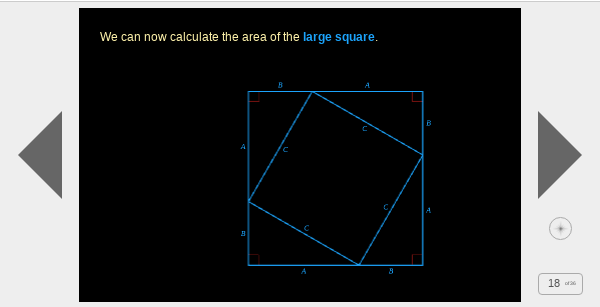 We can now calculate the area of the large square.
B A
B
C
A C
C A
B C
A B
18 of 36